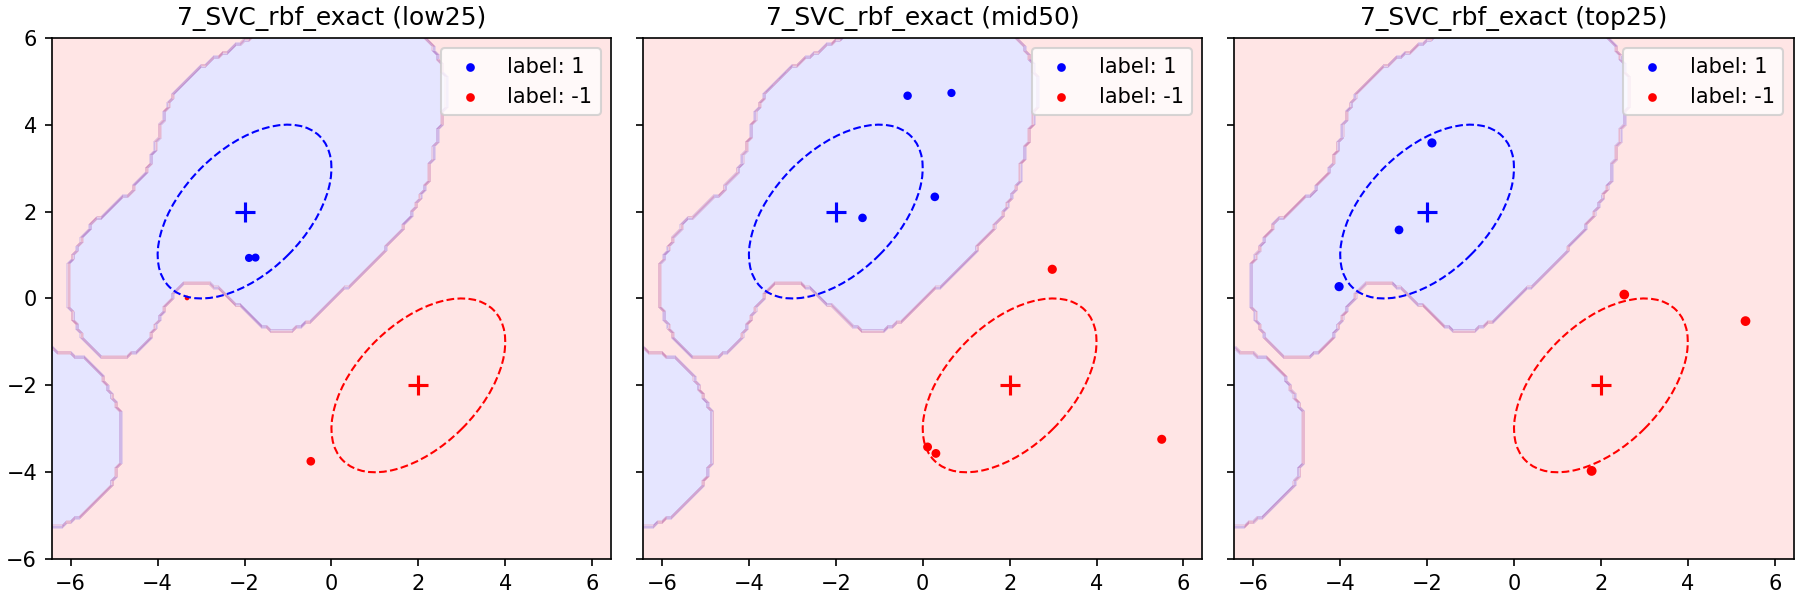 7_SVC_rbf_exact (low25)
7_SVC_rbf_exact (mid50)
7_SVC_rbf_exact (top25)
label: 1
label: -1
label: 1
label: -1
label: 1
label: -1
6
4
2
0
−2
−4
−6
−6 −4 −2 0 2 4 6
−6 −4 −2 0 2 4 6
−6 −4 −2 0 2 4 6